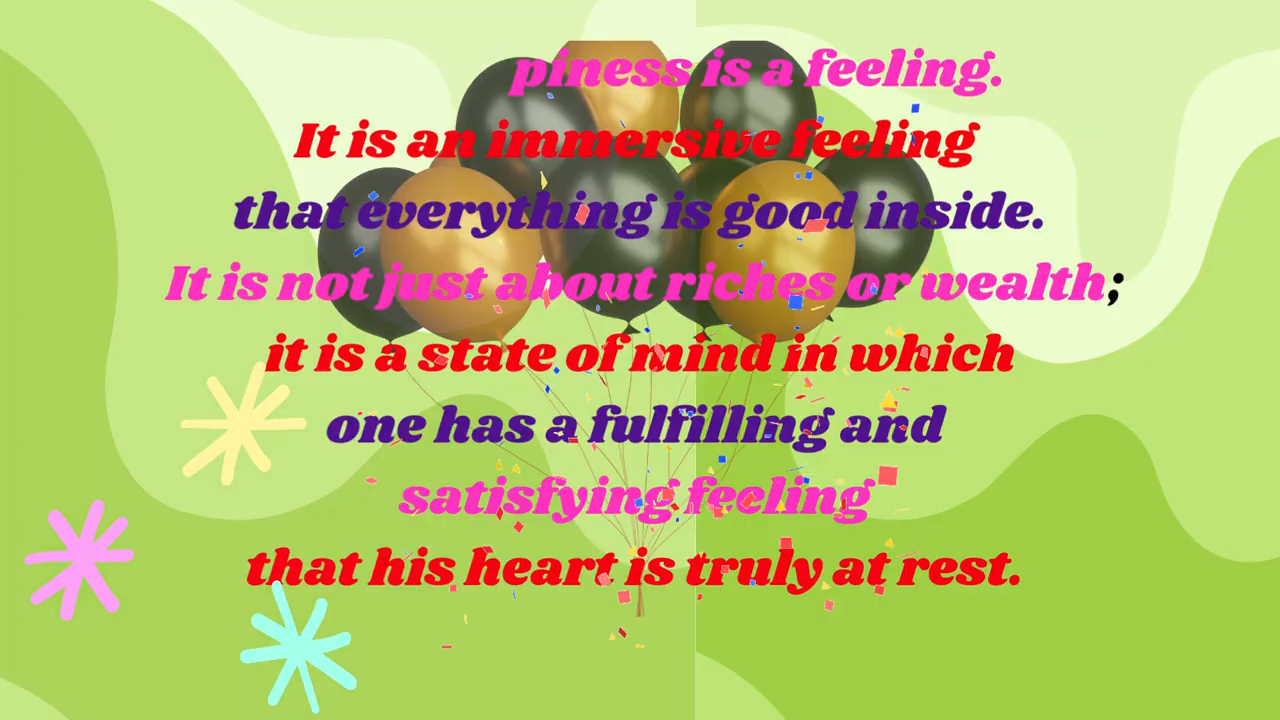 piness is a feeling.
It is an immersive feeling
that everything is good inside.
It is not just about riches or wealth;
it is a state of mind in which
one has a fulfilling and
satisfying feeling
that his heart is truly at rest.